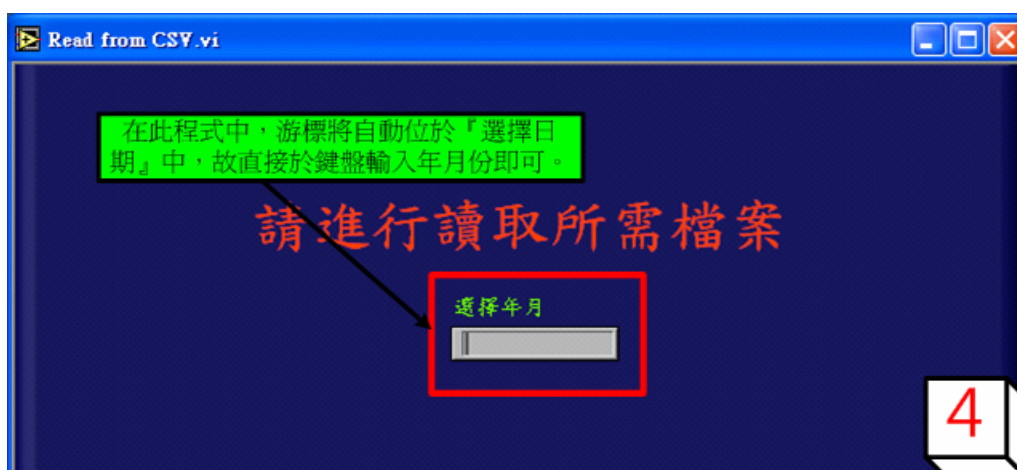 Read from CSV.vi
在此程式中，游標將自動位於『選擇日
期』中，故直接於鍵盤輸入年月份即可。
請進行讀取所需檔案
選擇年月
4